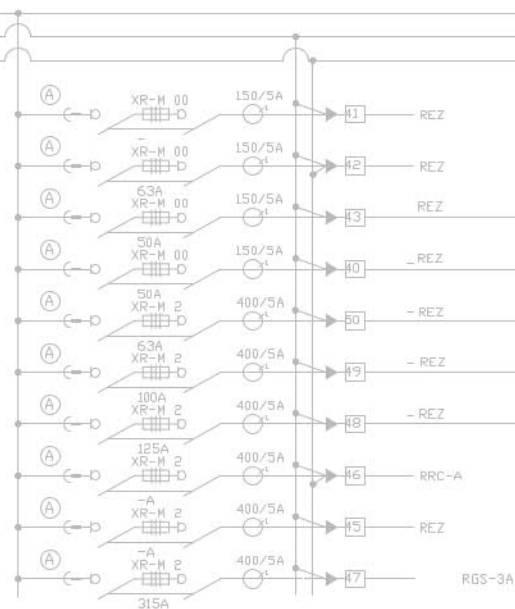 A XR-M 00 150/5A 41 REZ
–
A XR-M 00 150/5A 42 REZ
63A
A XR-M 00 150/5A 43 REZ
50A
A XR-M 00 150/5A 40 – REZ
50A
A XR-M 2 400/5A 50 – REZ
63A
A XR-M 2 400/5A 49 – REZ
100A
A XR-M 2 400/5A 48 – REZ
125A
A XR-M 2 400/5A 46 RRC-A
–A
A XR-M 2 400/5A 45 REZ
–A
A XR-M 2 400/5A 47 RGS-3A
315A